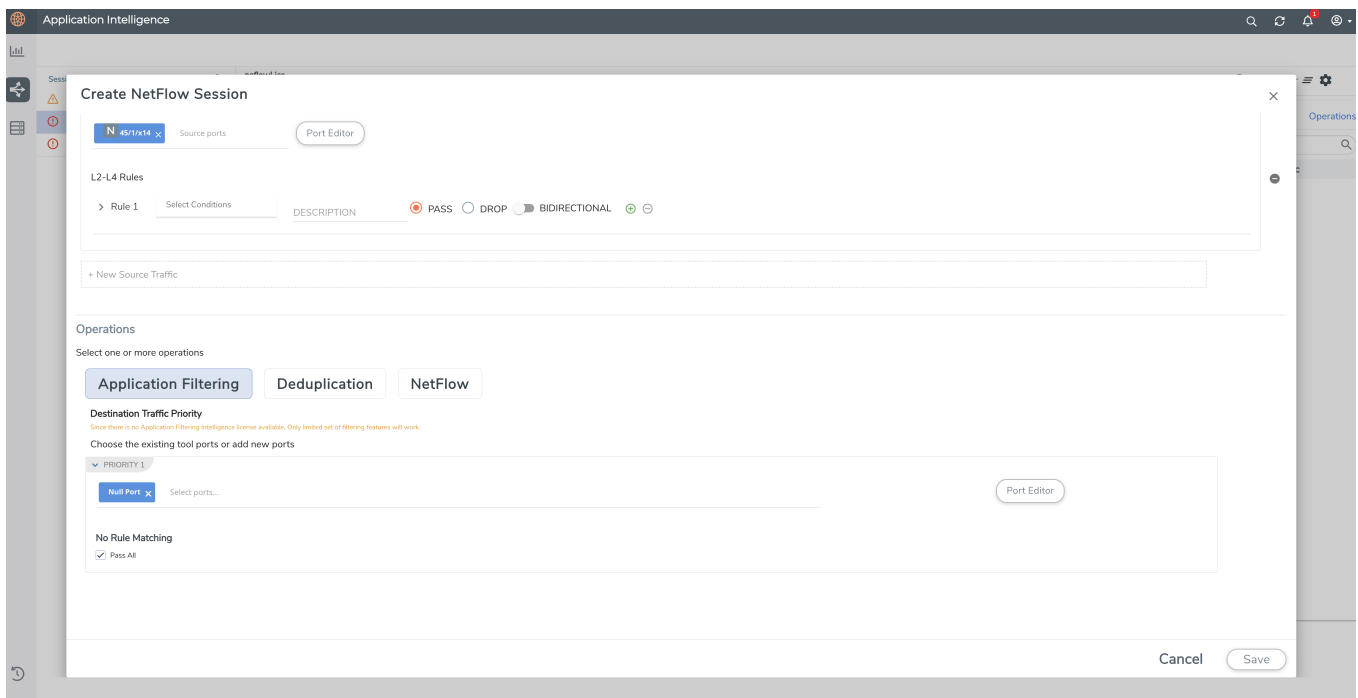 Application Intelligence
1
Create NetFlow Session
N 45/1/x14 x Source ports Port Editor
L2-L4 Rules
Operations
Rule 1 Select Conditions DESCRIPTION PASS DROP BIDIRECTIONAL
+ New Source Traffic
Operations
Select one or more operations
Application Filtering Deduplication NetFlow
Destination Traffic Priority
Since there is no Application Filtering Intelligence license available. Only limited set of filtering features will work.
Choose the existing tool ports or add new ports
PRIORITY 1
Null Port x Select ports... Port Editor
No Rule Matching
Pass All
Cancel Save